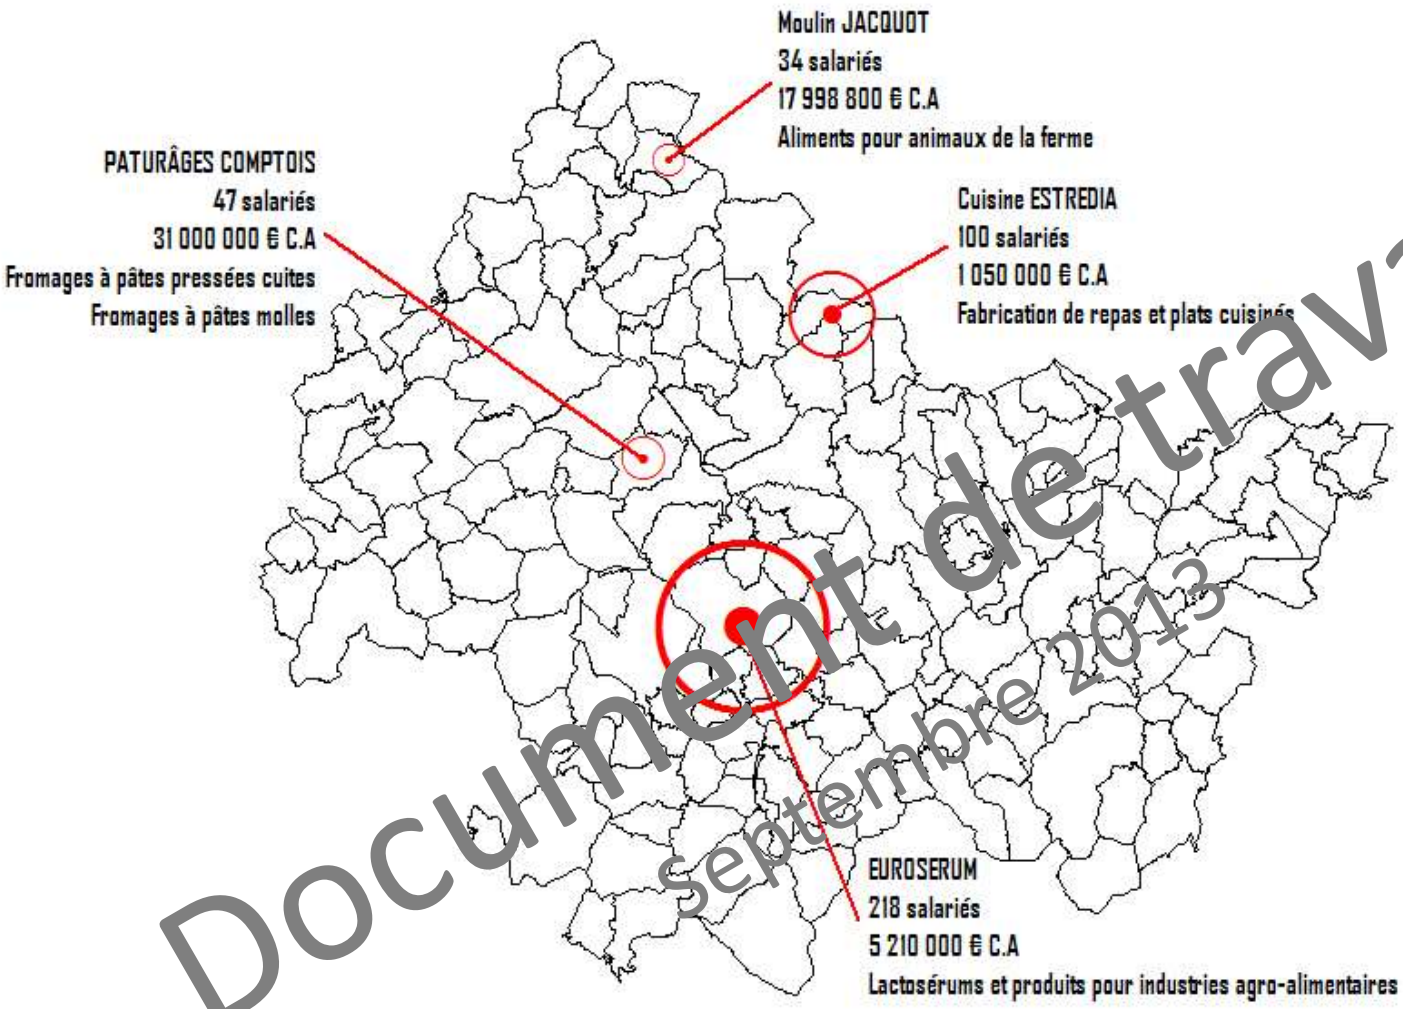 Moulin JACQUOT
34 salariés
17 998 800 € C.A
Aliments pour animaux de la ferme
PATURÂGES COMPTOIS
47 salariés
31 000 000 € C.A
Fromages à pâtes pressées cuites
Fromages à pâtes molles
Cuisine ESTREDIA
100 salariés
1 050 000 € C.A
Fabrication de repas et plats cuisinés
EUROSERUM
218 salariés
5 210 000 € C.A
Lactosérums et produits pour industries agro-alimentaires
Document de trava
Septembre 2013